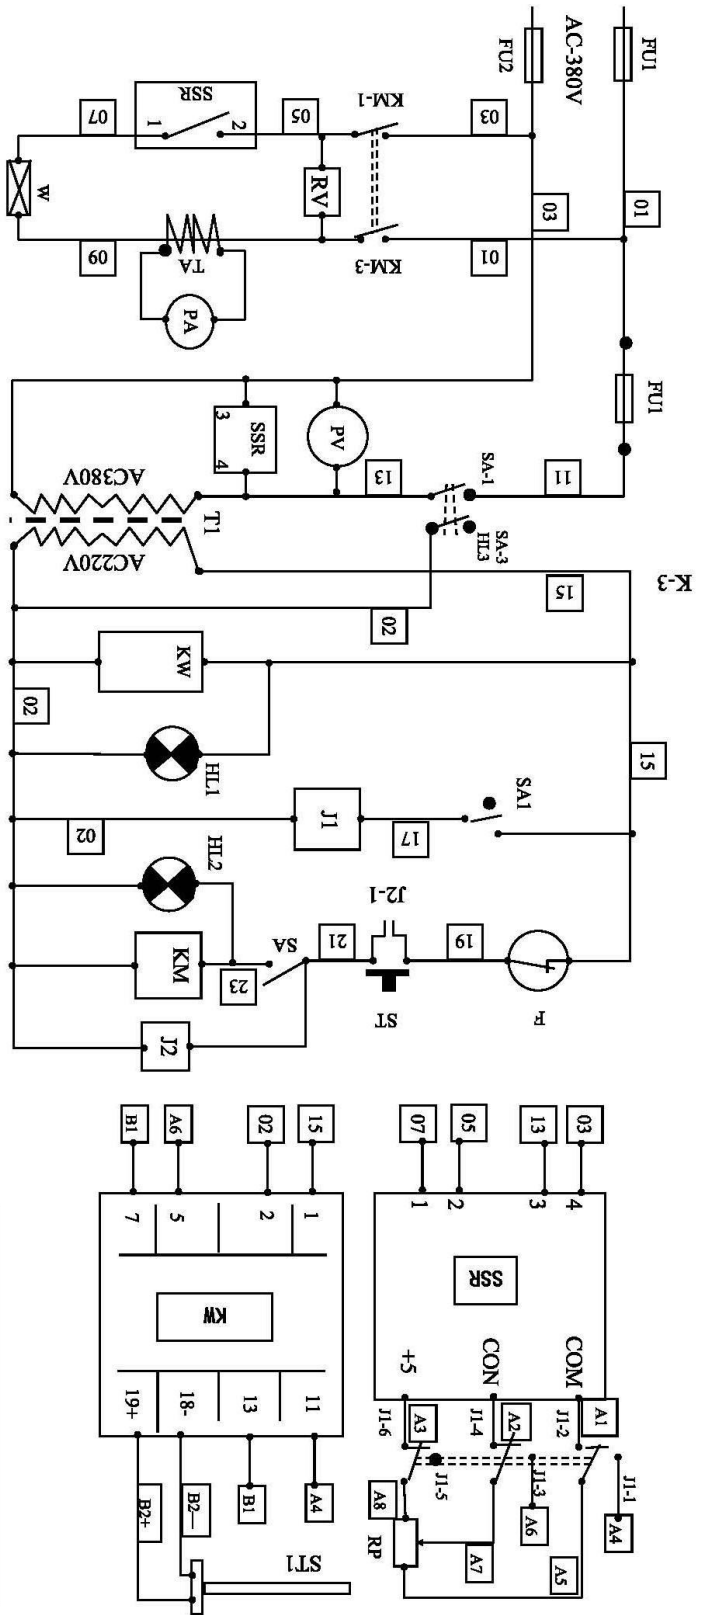 AC-380V
FU2
FU1
SSR
07
1
2
05
KM-1
03
03
01
W
RV
09
TA
KM-3
01
PA
FU1
3
SSR
4
PV
13
SA-1
11
AC380V
T1
AC220V
SA-3
HL3
15
K-3
02
KW
02
HL1
15
02
J1
17
SA1
HL2
J2-1
KM
23
SA
21
19
ST
F
J2
B1
A6
02
15
07
05
13
03
7
5
2
1
1
2
3
4
KW
SSR
19+
18-
13
11
+5
CON
COM
J1-6
A3
J1-4
A2
J1-2
A1
J1-5
J1-3
J1-1
B2+
B2—
B1
A4
A8
RP
A7
A6
A5
A4
ST1